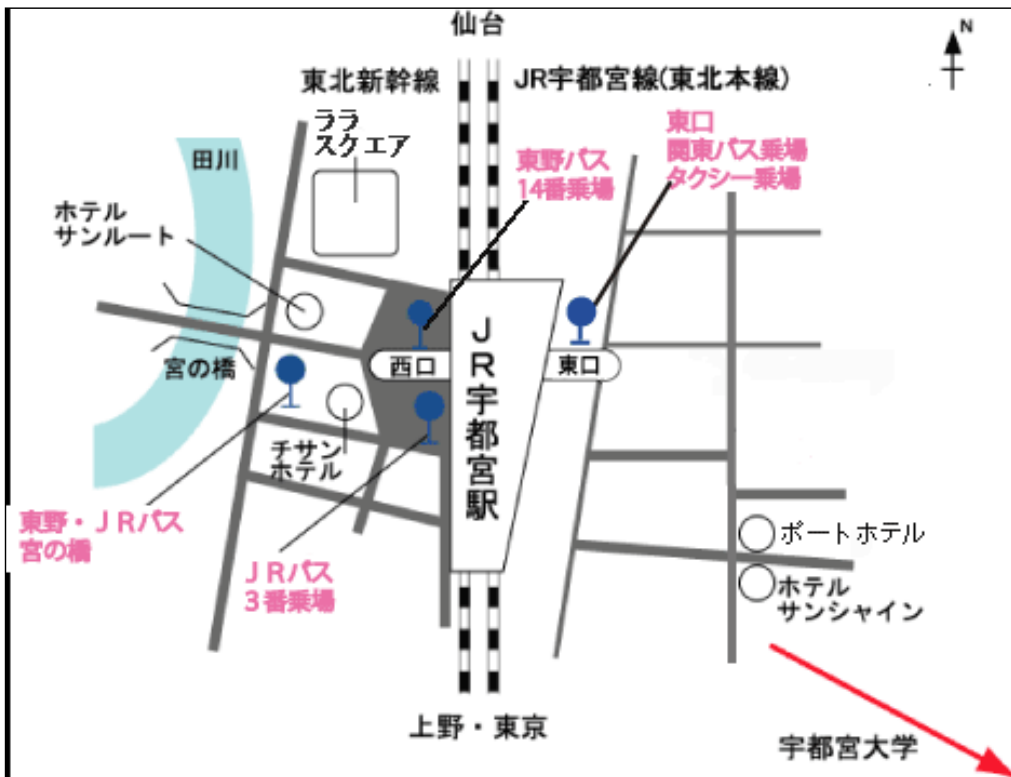 仙台
N
東北新幹線
JR宇都宮線(東北本線)
ララ
スクエア
東口
関東バス乗場
タクシー乗場
東野バス
14番乗場
田川
ホテル
サンルート
JR宇都宮駅
西口
東口
宮の橋
チサン
ホテル
東野・JRバス
宮の橋
JRバス
3番乗場
ポートホテル
ホテル
サンシャイン
上野・東京
宇都宮大学